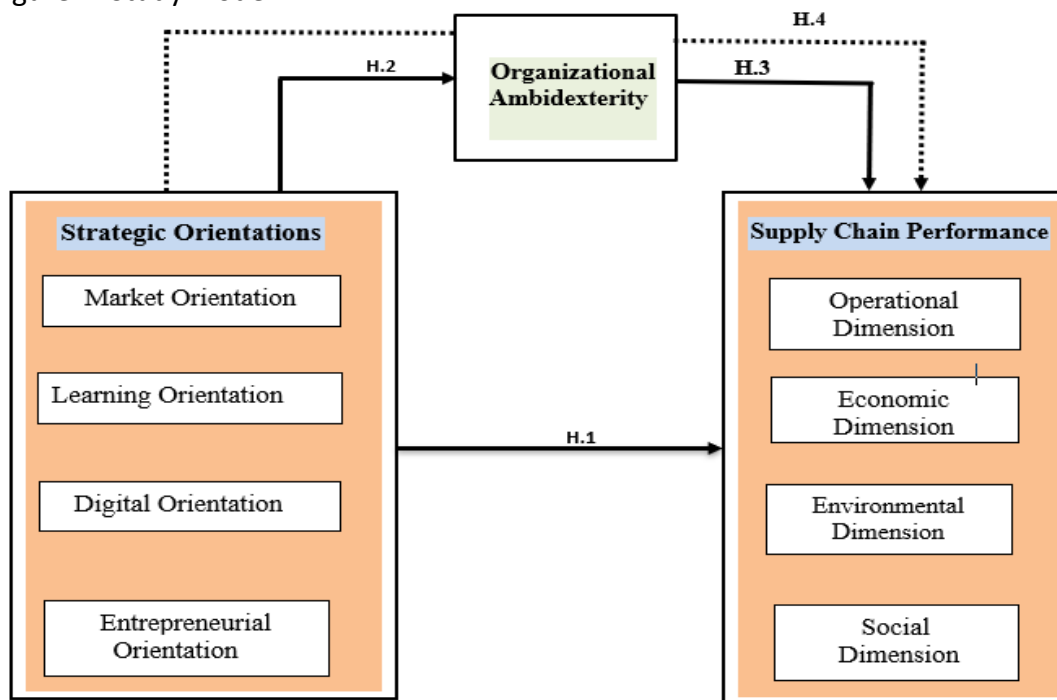 H.4
H.2
H.3
Organizational
Ambidexterity
Strategic Orientations
Market Orientation
Learning Orientation
Digital Orientation
Entrepreneurial
Orientation
H.1
Supply Chain Performance
Operational
Dimension
Economic
Dimension
Environmental
Dimension
Social
Dimension